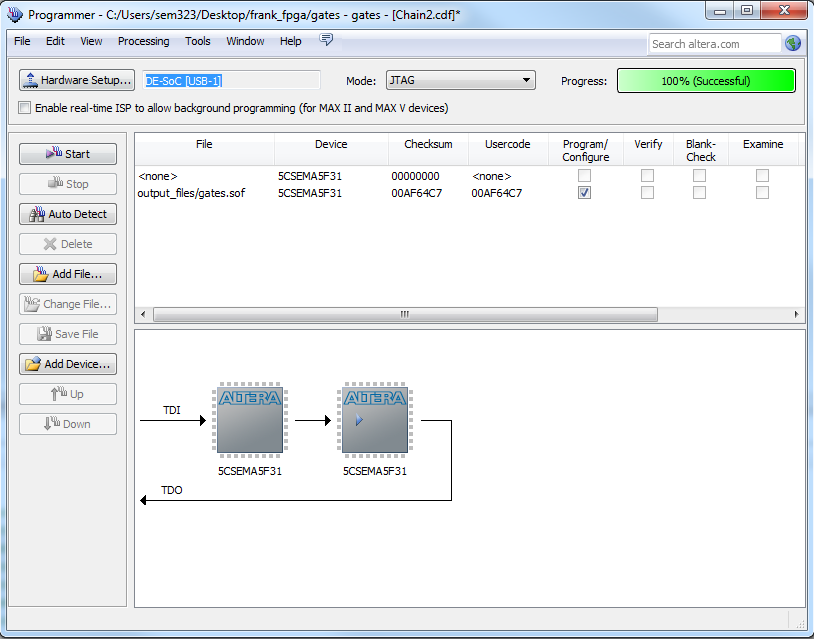 Programmer - C:/Users/sem323/Desktop/frank_fpga/gates - gates - [Chain2.cdf]*
File Edit View Processing Tools Window Help
Search altera.com
Hardware Setup... DE-SoC [USB-1] Mode: JTAG Progress: 100% (Successful)
Enable real-time ISP to allow background programming (for MAX II and MAX V devices)
Start
Stop
Auto Detect
Delete
Add File...
Change File...
Save File
Add Device...
Up
Down
File Device Checksum Usercode Program/ Configure Verify Blank- Check Examine
<none> 5CSEMA5F31 00000000 <none>
output_files/gates.sof 5CSEMA5F31 00AF64C7 00AF64C7
TDI
ALTERA ALTERA
5CSEMA5F31 5CSEMA5F31
TDO